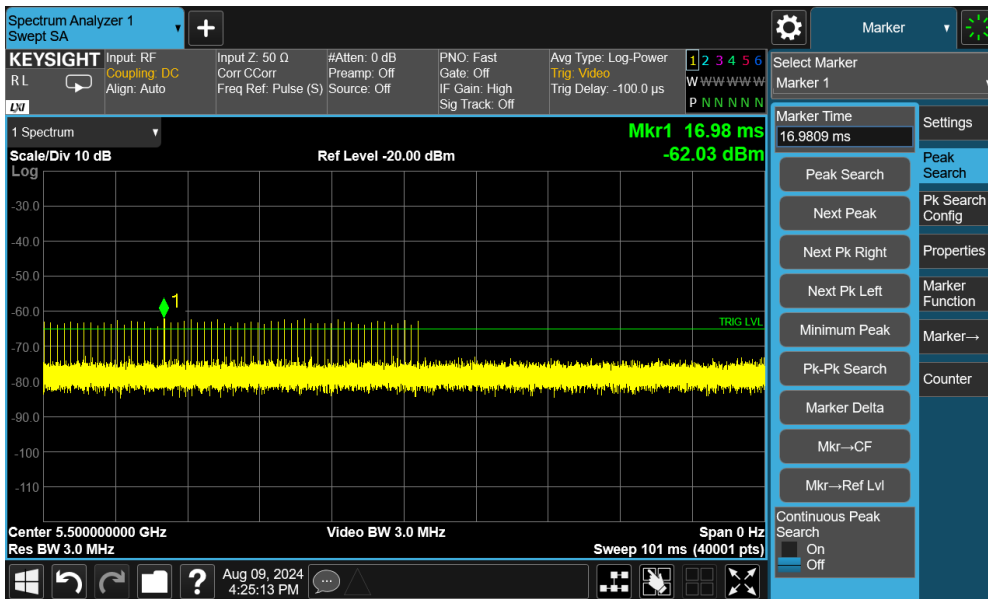 Spectrum Analyzer 1
Swept SA
+
Marker
KEYSIGHT
R L
LXI
Input: RF
Coupling: DC
Align: Auto
Input Z: 50 Ω
Corr CCorr
Freq Ref: Pulse (S)
#Atten: 0 dB
Preamp: Off
Source: Off
PNO: Fast
Gate: Off
IF Gain: High
Sig Track: Off
Avg Type: Log-Power
Trig: Video
Trig Delay: -100.0 µs
1 2 3 4 5 6
W W W W W W
P N N N N N
Select Marker
Marker 1
1 Spectrum
Scale/Div 10 dB
Ref Level -20.00 dBm
Mkr1 16.98 ms
-62.03 dBm
Log
-30.0
-40.0
-50.0
-60.0
-70.0
-80.0
-90.0
-100
-110
1
TRIG LVL
Center 5.500000000 GHz
Res BW 3.0 MHz
Video BW 3.0 MHz
Span 0 Hz
Sweep 101 ms (40001 pts)
Marker Time
16.9809 ms
Peak Search
Next Peak
Next Pk Right
Next Pk Left
Minimum Peak
Pk-Pk Search
Marker Delta
Mkr→CF
Mkr→Ref Lvl
Continuous Peak
Search
On
Off
Settings
Peak
Search
Pk Search
Config
Properties
Marker
Function
Marker→
Counter
?
Aug 09, 2024
4:25:13 PM